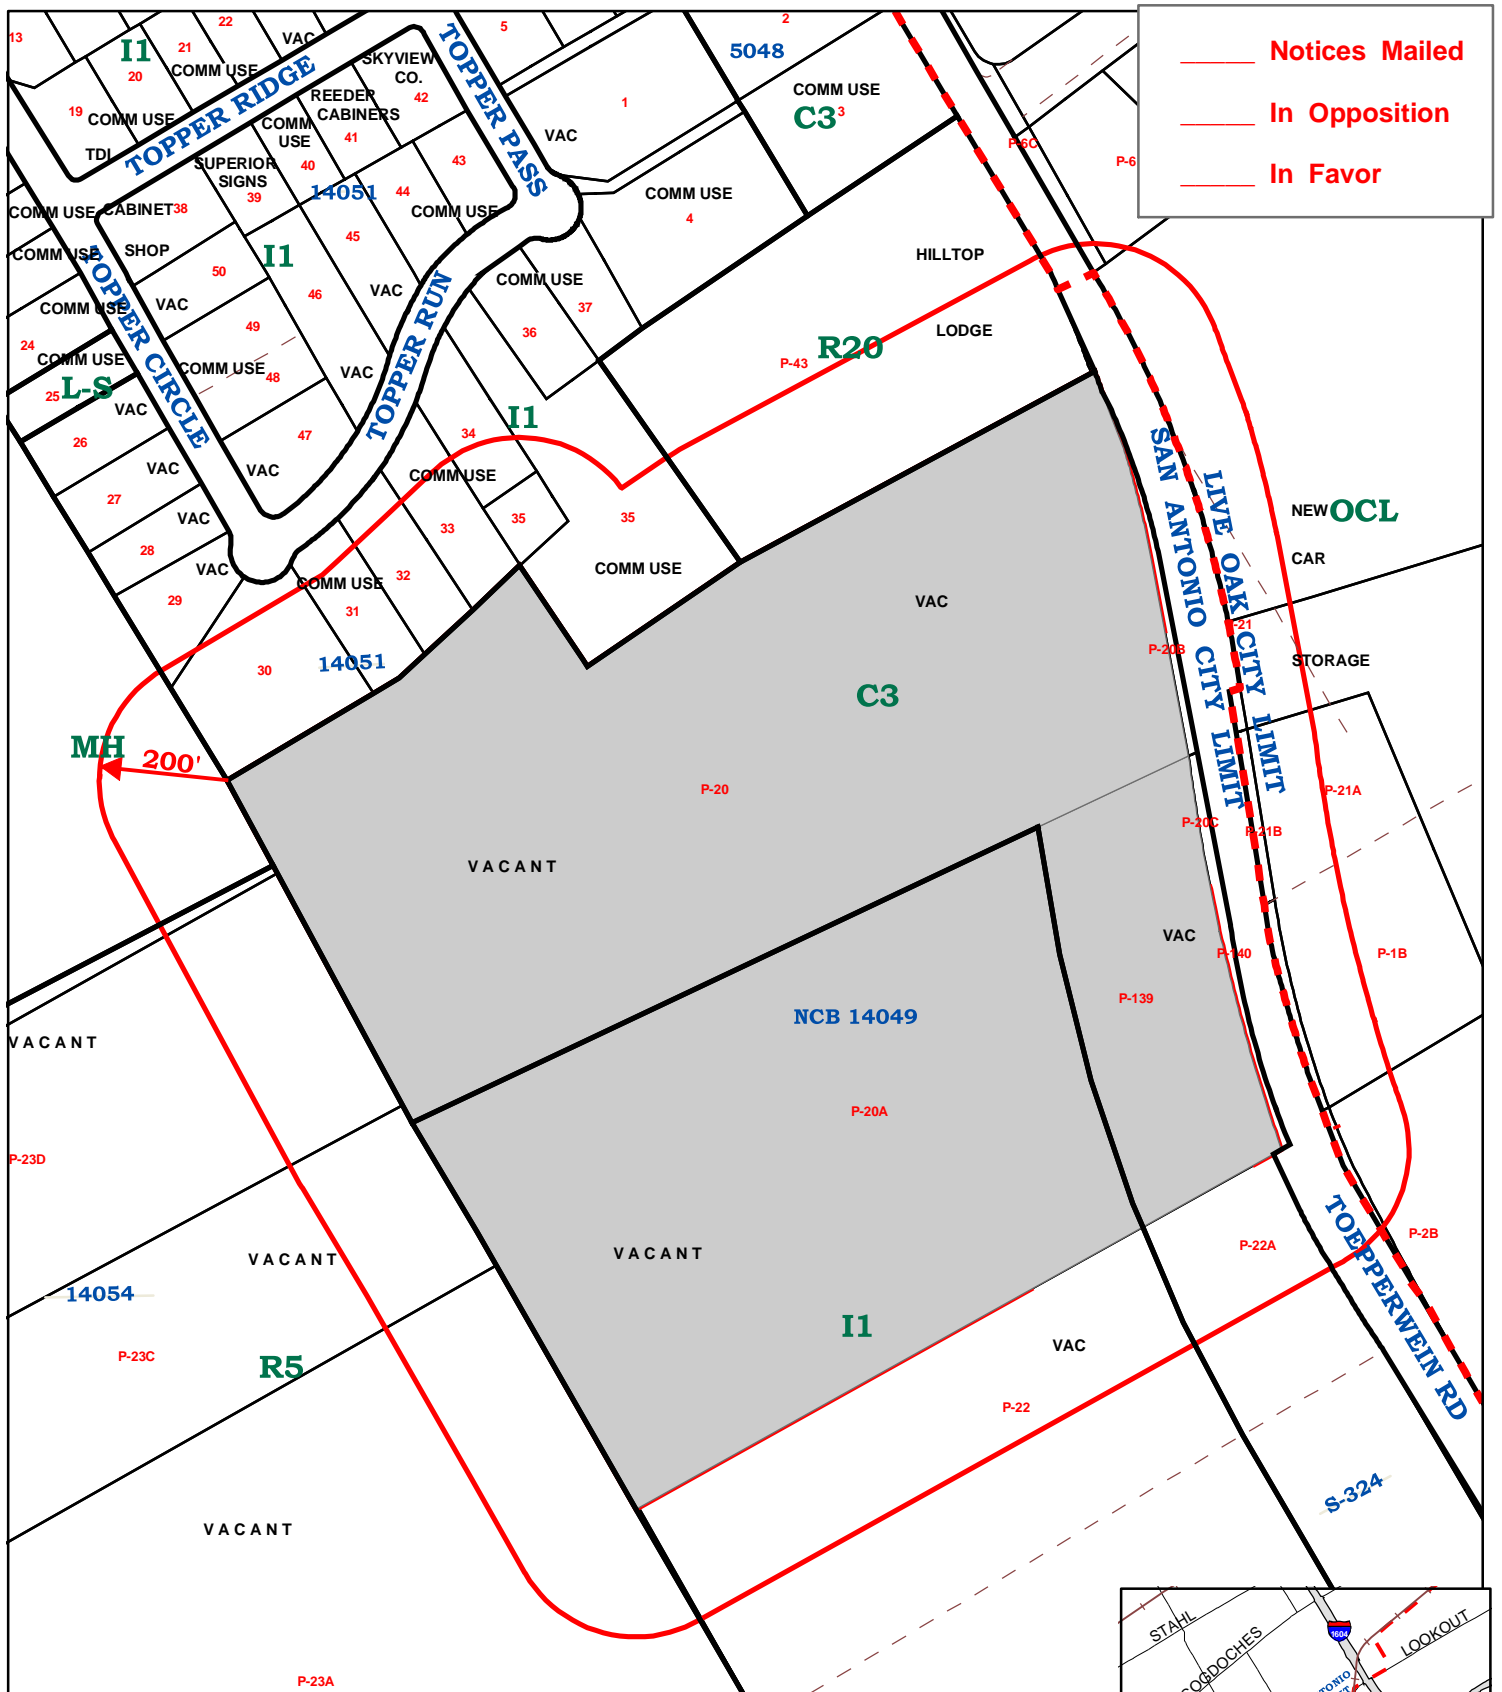 _____ Notices Mailed
_____ In Opposition
_____ In Favor
13
22
5
2
I1
21
VAC
20
COMM USE
SKYVIEW
CO.
5048
TOPPER RIDGE
TOPPER PASS
19
COMM USE
REEDER
CABINERS
42
1
COMM USE
C3
3
TDI
COMM
USE
41
VAC
P-6C
P-6
SUPERIOR
SIGNS
40
43
39
14051
44
COMM USE
4
COMM USE
CABINET
38
COMM USE
SHOP
45
COMM USE
I1
HILLTOP
50
COMM USE
TOPPER CIRCLE
TOPPER RUN
VAC
46
VAC
COMM USE
37
49
36
LODGE
24
COMM USE
COMM USE
48
VAC
P-43
R20
25
L-S
VAC
26
47
34
I1
VAC
VAC
COMM USE
27
VAC
33
35
35
SAN ANTONIO CITY LIMIT
LIVE OAK CITY LIMIT
NEW
OCL
28
VAC
COMM USE
32
COMM USE
CAR
29
31
VAC
30
14051
P-20B
-21
STORAGE
C3
MH
200'
P-20
P-21A
P-20C
P-21B
VACANT
VAC
P-140
P-1B
P-139
NCB 14049
VACANT
P-20A
P-23D
VACANT
VACANT
P-22A
P-2B
14054
I1
TOEPPERWEIN RD
P-23C
R5
VAC
P-22
S-324
VACANT
P-23A
STAHL
OGDOCHES
1604
LOOKOUT